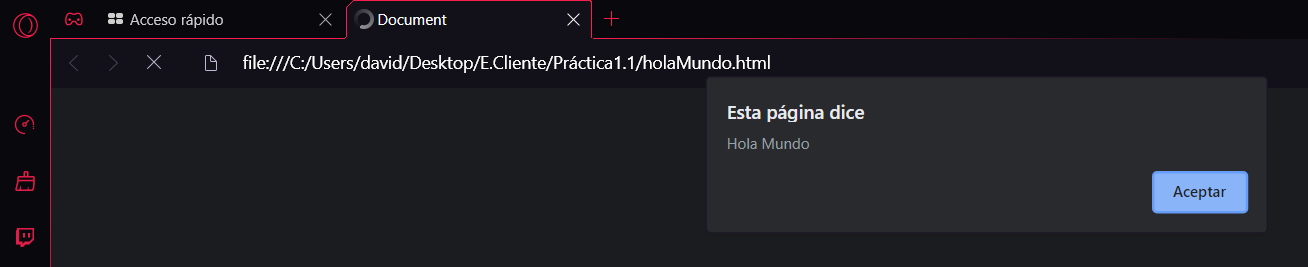 Acceso rápido
Document
file:///C:/Users/david/Desktop/E.Cliente/Práctica1.1/holaMundo.html
Esta página dice
Hola Mundo
Aceptar